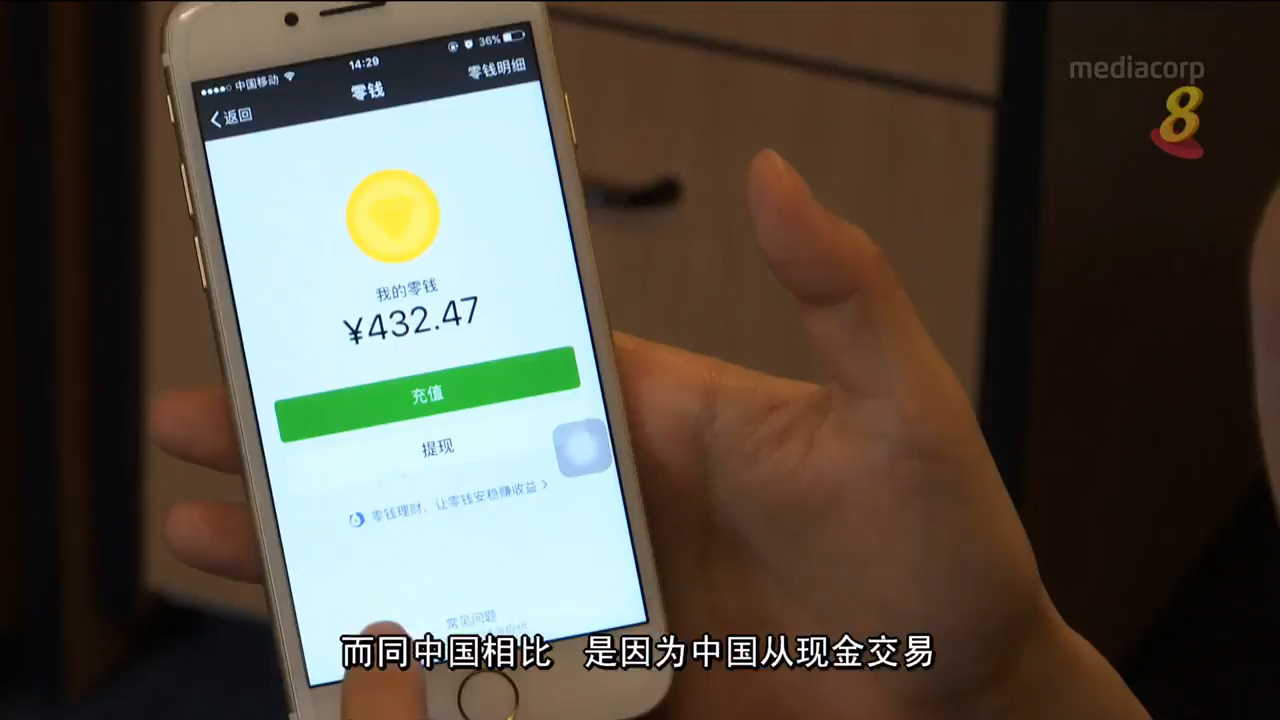 mediacorp
8
中国移动
14:29
36%
返回
零钱
零钱明细
我的零钱
¥432.47
充值
提现
零钱理财，让零钱安稳赚收益 >
常见问题
而同中国相比 是因为中国从现金交易